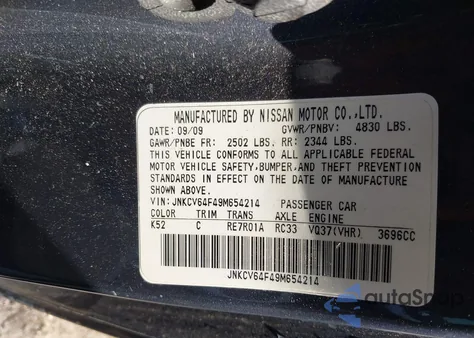 MANUFACTURED BY NISSAN MOTOR CO.,LTD.
DATE: 09/09 GVWR/PNBV: 4830 LBS.
GAWR/PNBE FR: 2502 LBS. RR: 2344 LBS.
THIS VEHICLE CONFORMS TO ALL APPLICABLE FEDERAL
MOTOR VEHICLE SAFETY, BUMPER, AND THEFT PREVENTION
STANDARDS IN EFFECT ON THE DATE OF MANUFACTURE
SHOWN ABOVE.
VIN: JNKCV64F49M654214 PASSENGER CAR
COLOR TRIM TRANS AXLE ENGINE
K52 C RE7R01A RC33 VQ37(VHR) 3696CC
JNKCV64F49M654214
autaSnap